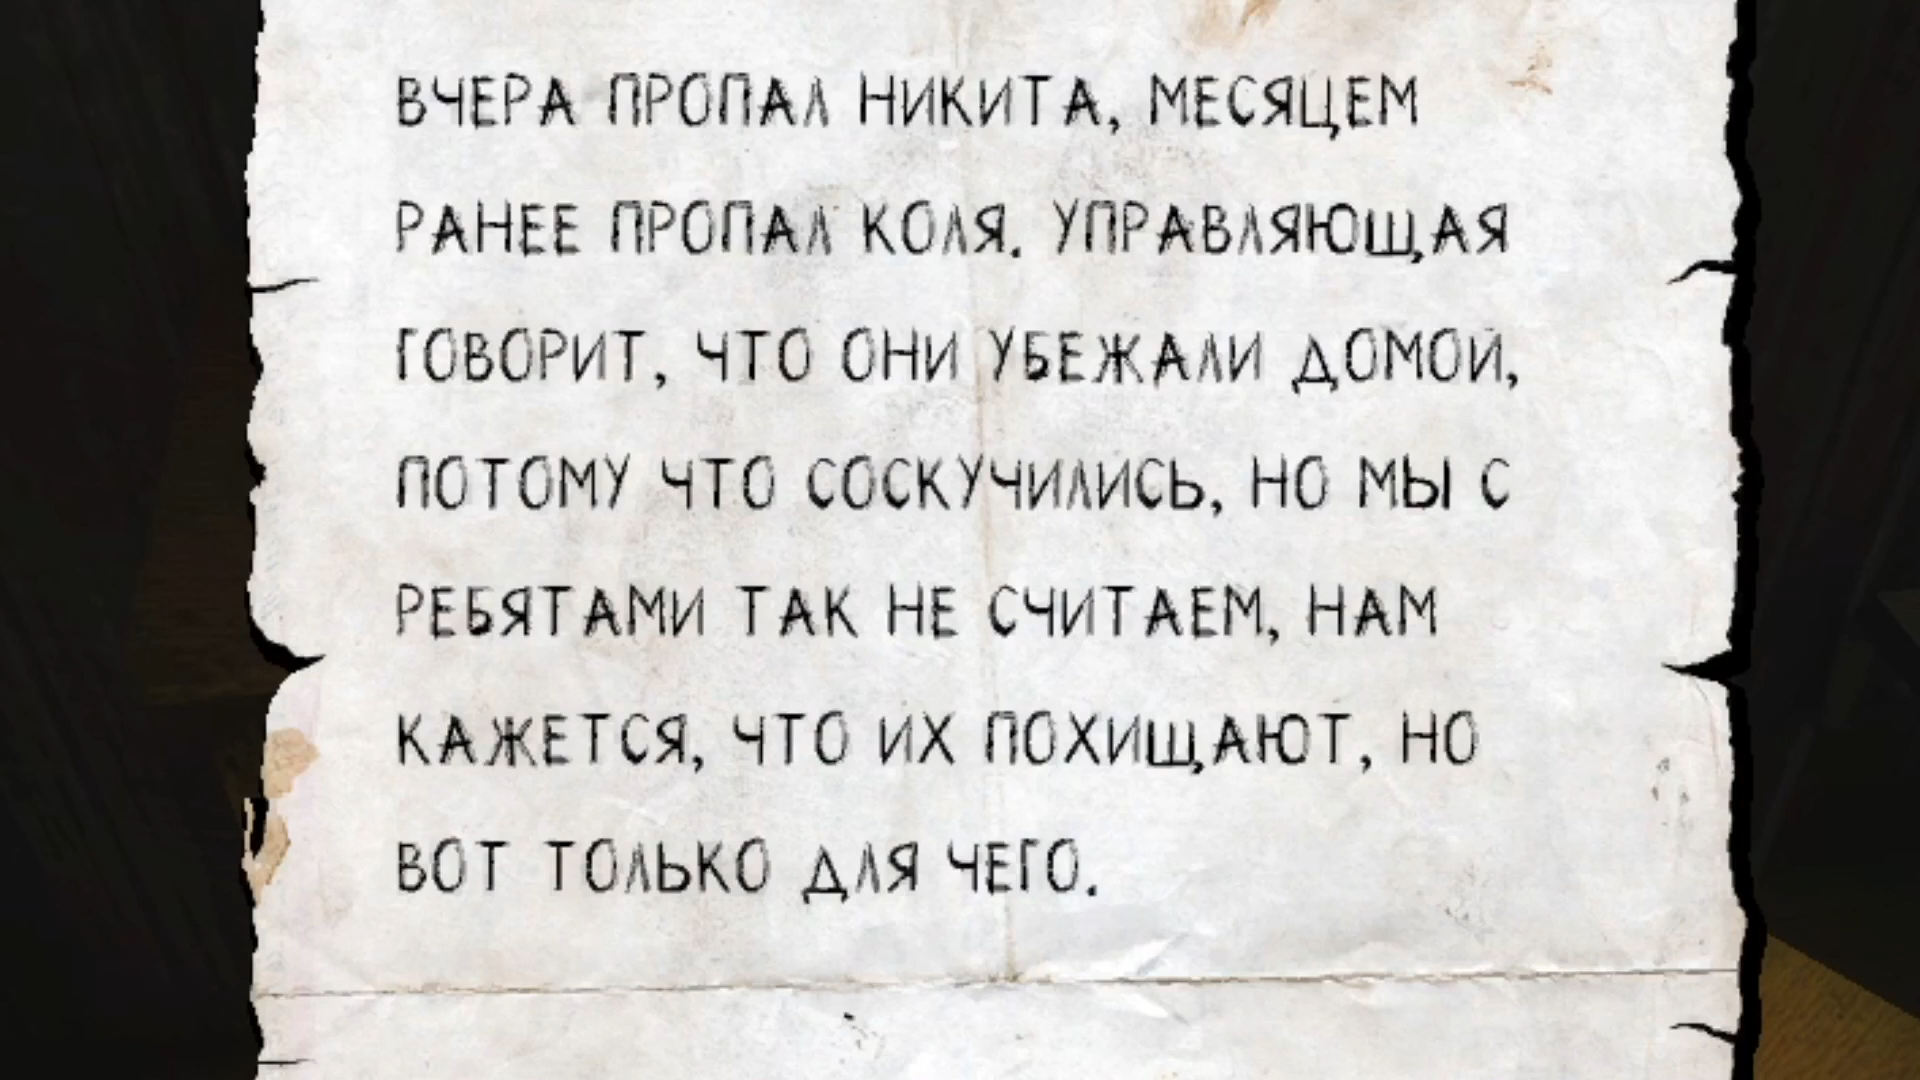 ВЧЕРА ПРОПАЛ НИКИТА, МЕСЯЦЕМ
РАНЕЕ ПРОПАЛ КОЛЯ. УПРАВЛЯЮЩАЯ
ГОВОРИТ, ЧТО ОНИ УБЕЖАЛИ ДОМОЙ,
ПОТОМУ ЧТО СОСКУЧИЛИСЬ, НО МЫ С
РЕБЯТАМИ ТАК НЕ СЧИТАЕМ, НАМ
КАЖЕТСЯ, ЧТО ИХ ПОХИЩАЮТ, НО
ВОТ ТОЛЬКО ДЛЯ ЧЕГО.